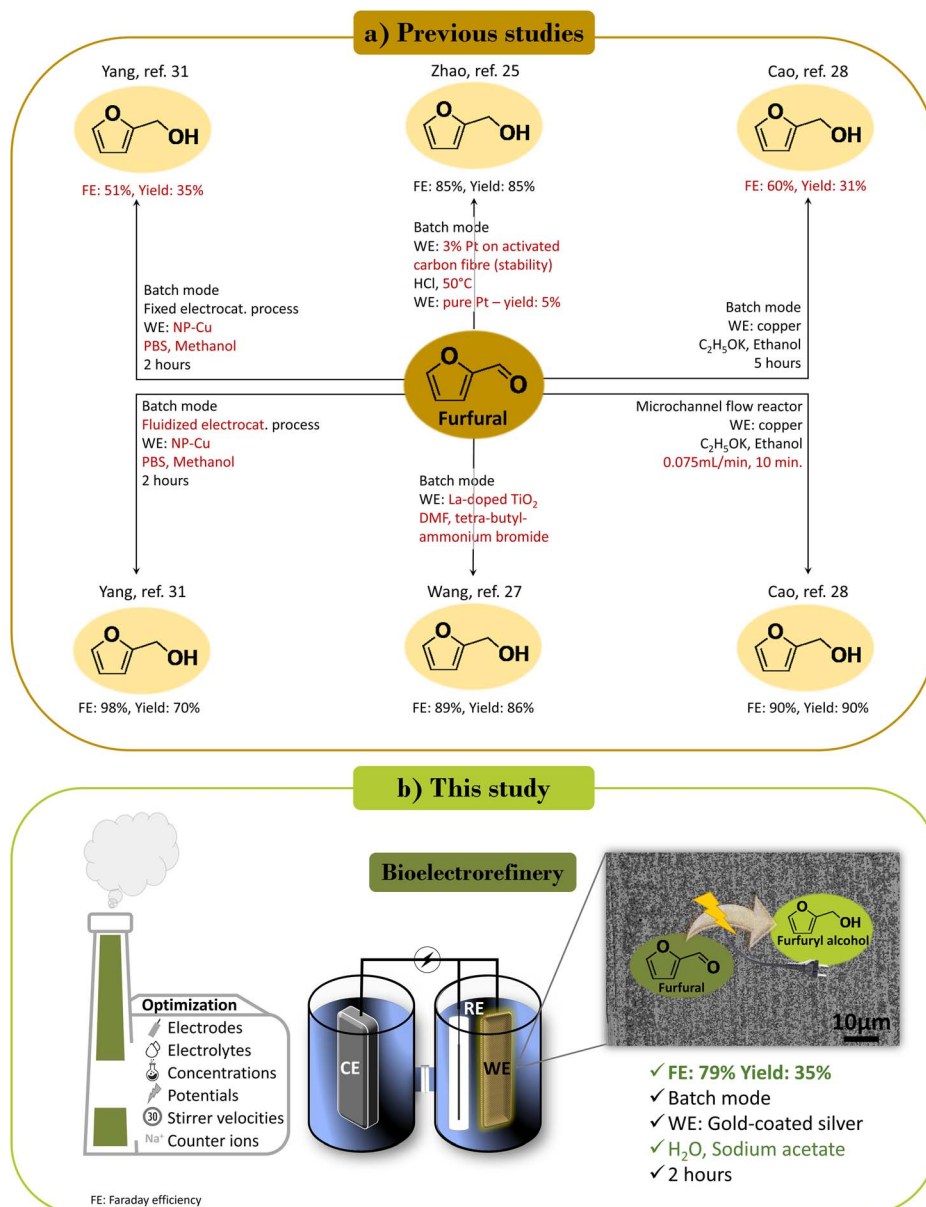 a) Previous studies
Yang, ref. 31
O
OH
FE: 51%, Yield: 35%
Zhao, ref. 25
O
OH
FE: 85%, Yield: 85%
Cao, ref. 28
O
OH
FE: 60%, Yield: 31%
Batch mode
Fixed electrocat. process
WE: NP-Cu
PBS, Methanol
2 hours
Batch mode
WE: 3% Pt on activated
carbon fibre (stability)
HCl, 50°C
WE: pure Pt – yield: 5%
Batch mode
WE: copper
C₂H₅OK, Ethanol
5 hours
O
O
Furfural
Batch mode
Fluidized electrocat. process
WE: NP-Cu
PBS, Methanol
2 hours
Batch mode
WE: La-doped TiO₂
DMF, tetra-butyl-
ammonium bromide
Microchannel flow reactor
WE: copper
C₂H₅OK, Ethanol
0.075mL/min, 10 min.
Yang, ref. 31
O
OH
FE: 98%, Yield: 70%
Wang, ref. 27
O
OH
FE: 89%, Yield: 86%
Cao, ref. 28
O
OH
FE: 90%, Yield: 90%
b) This study
Bioelectrorefinery
Optimization
Electrodes
Electrolytes
Concentrations
Potentials
30 Stirrer velocities
Na⁺ Counter ions
CE
RE
WE
O
O
Furfural
O
OH
Furfuryl alcohol
10µm
✓ FE: 79% Yield: 35%
✓ Batch mode
✓ WE: Gold-coated silver
✓ H₂O, Sodium acetate
✓ 2 hours
FE: Faraday efficiency